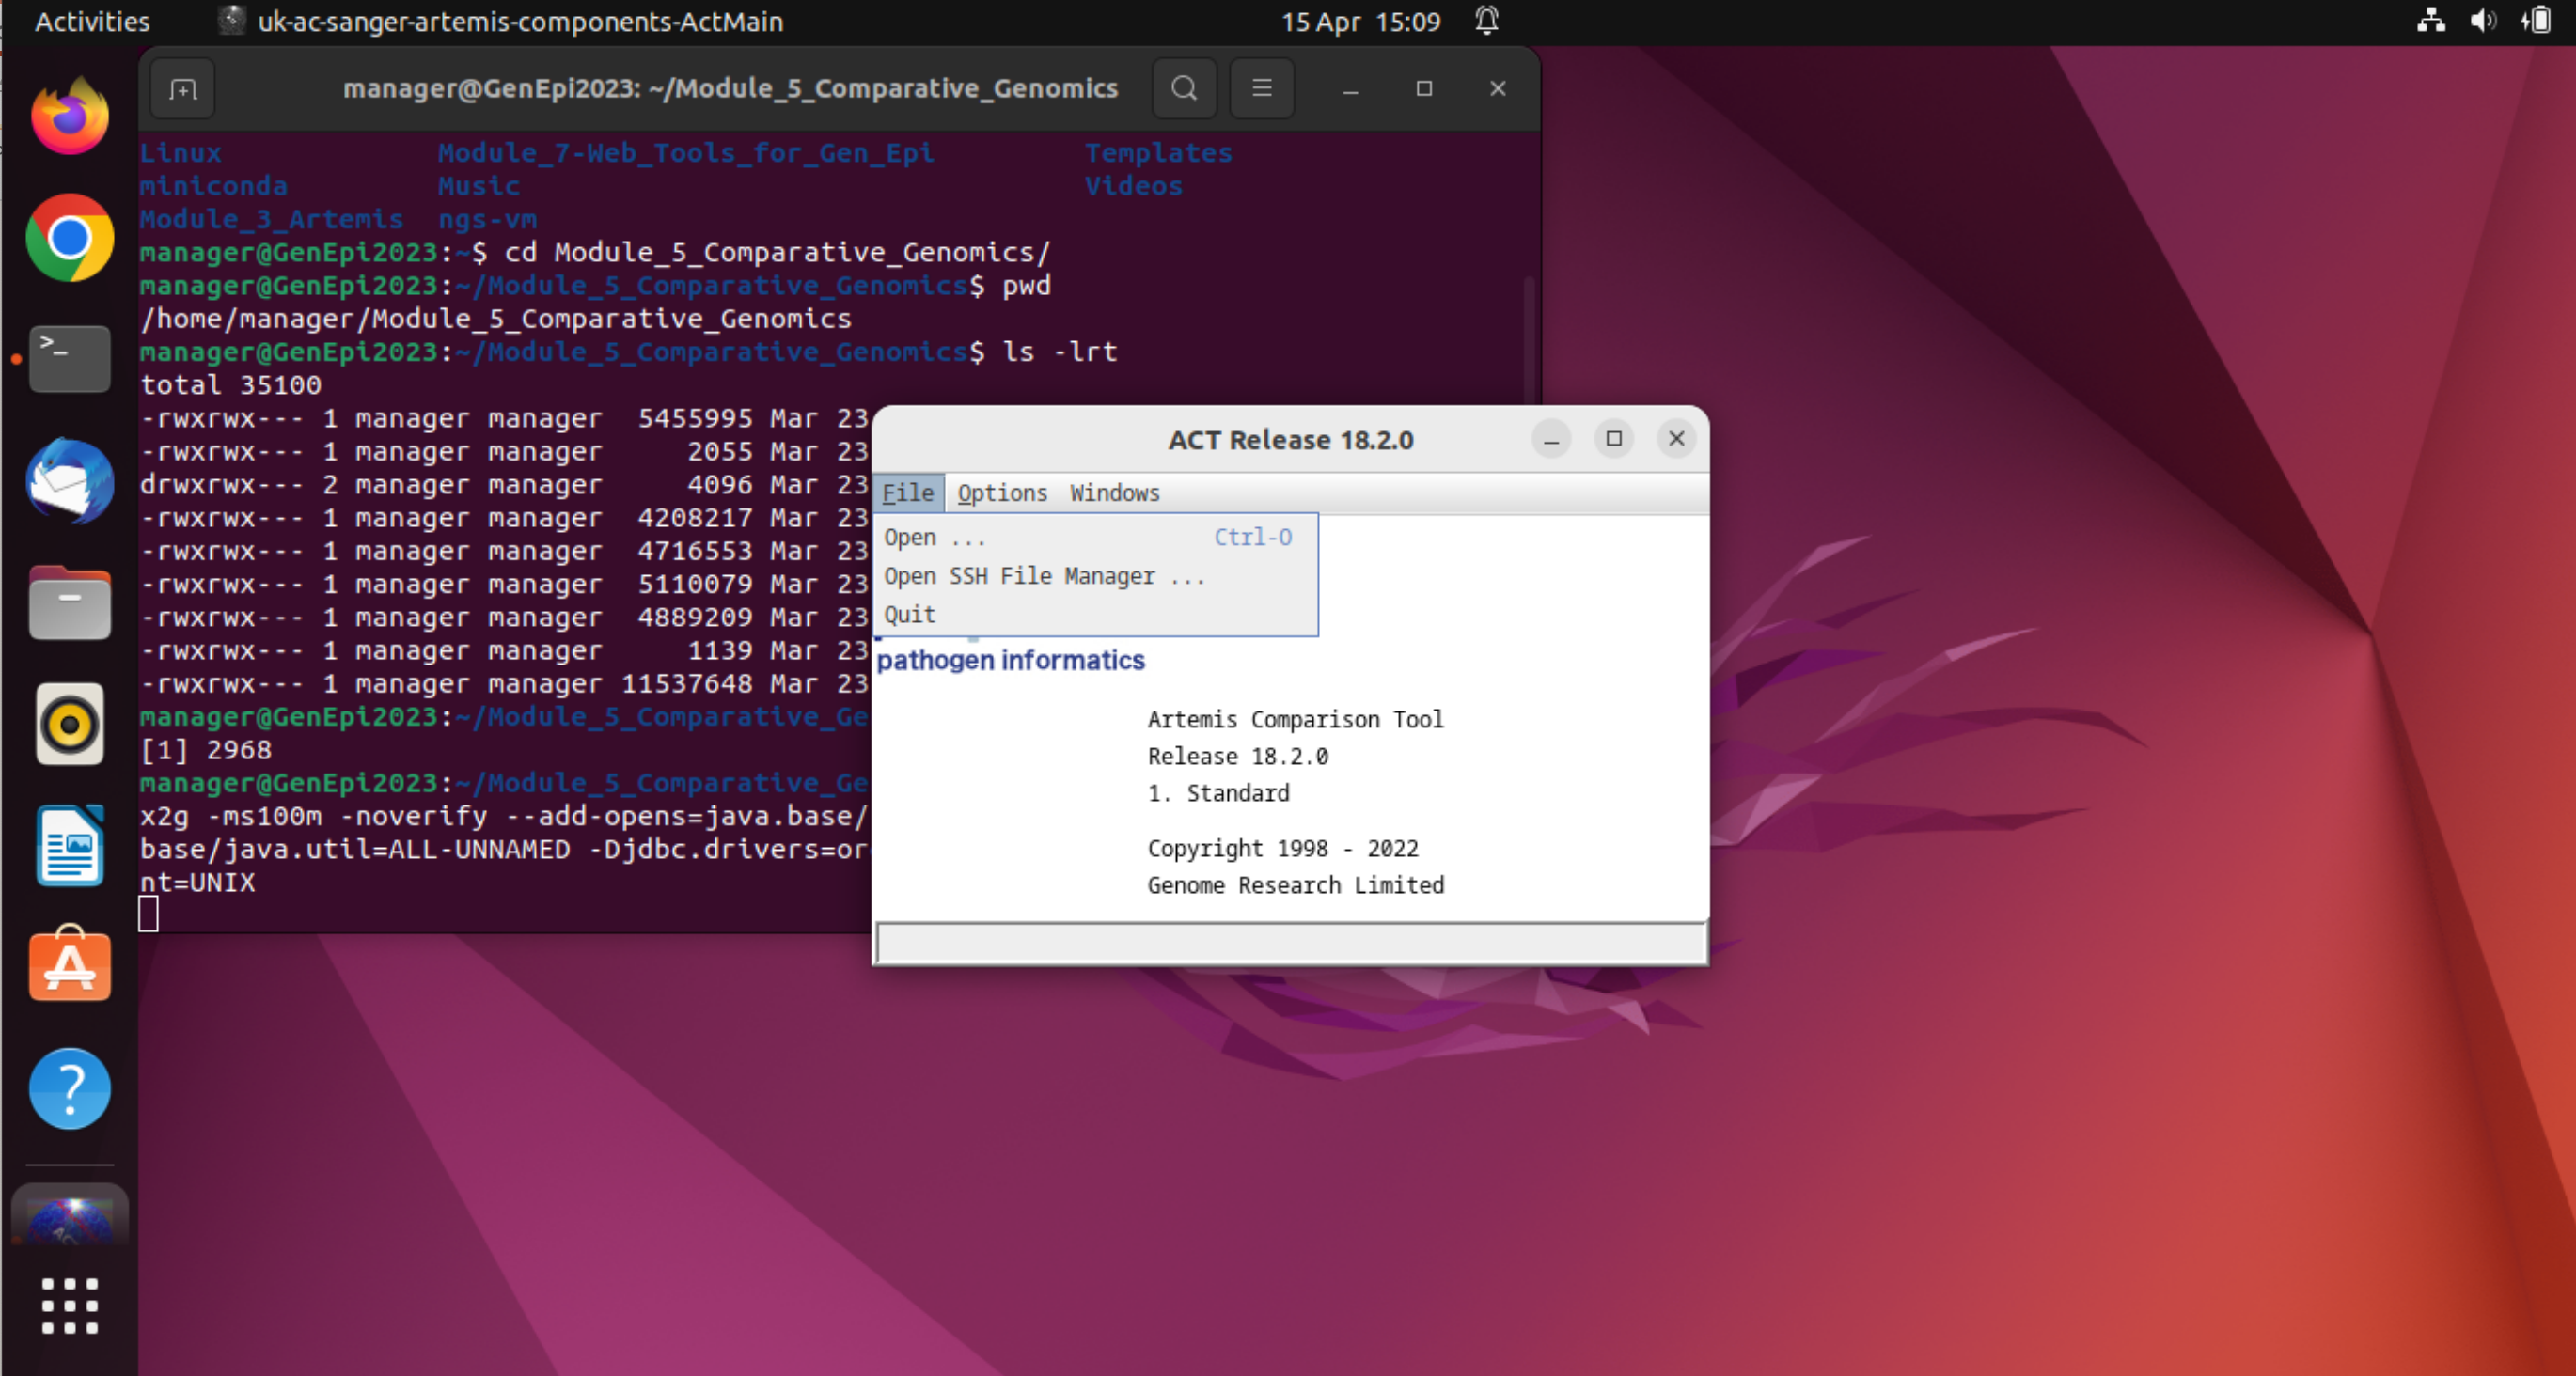 Activities
uk-ac-sanger-artemis-components-ActMain
15 Apr 15:09
manager@GenEpi2023: ~/Module_5_Comparative_Genomics
Linux Module_7-Web_Tools_for_Gen_Epi Templates
miniconda Music Videos
Module_3_Artemis ngs-vm
manager@GenEpi2023:~$ cd Module_5_Comparative_Genomics/
manager@GenEpi2023:~/Module_5_Comparative_Genomics$ pwd
/home/manager/Module_5_Comparative_Genomics
manager@GenEpi2023:~/Module_5_Comparative_Genomics$ ls -lrt
total 35100
-rwxrwx--- 1 manager manager 5455995 Mar 23
-rwxrwx--- 1 manager manager 2055 Mar 23
drwxrwx--- 2 manager manager 4096 Mar 23
-rwxrwx--- 1 manager manager 4208217 Mar 23
-rwxrwx--- 1 manager manager 4716553 Mar 23
-rwxrwx--- 1 manager manager 5110079 Mar 23
-rwxrwx--- 1 manager manager 4889209 Mar 23
-rwxrwx--- 1 manager manager 1139 Mar 23
-rwxrwx--- 1 manager manager 11537648 Mar 23
manager@GenEpi2023:~/Module_5_Comparative_Ge
[1] 2968
manager@GenEpi2023:~/Module_5_Comparative_Ge
x2g -ms100m -noverify --add-opens=java.base/
base/java.util=ALL-UNNAMED -Djdbc.drivers=or
nt=UNIX
ACT Release 18.2.0
File Options Windows
Open ... Ctrl-O
Open SSH File Manager ...
Quit
pathogen informatics
Artemis Comparison Tool
Release 18.2.0
1. Standard
Copyright 1998 - 2022
Genome Research Limited